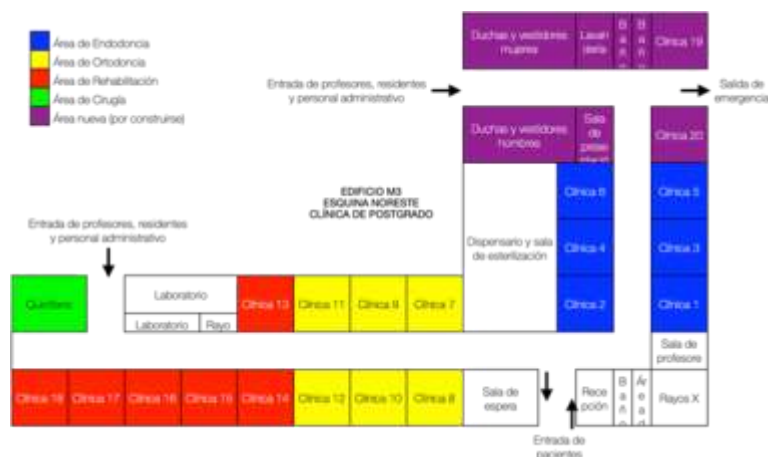 Área de Endodoncia
Área de Ortodoncia
Área de Rehabilitación
Área de Cirugía
Área nueva (por construirse)
Duchas y vestidores
mujeres
Clínica 19
Entrada de profesores, residentes
y personal administrativo
Salida de
emergencia
Duchas y vestidores
hombres
Sala
de
Clínica 20
EDIFICIO M3
ESQUINA NORESTE
CLÍNICA DE POSTGRADO
Clínica 6
Clínica 5
Entrada de profesores, residentes
y personal administrativo
Dispensario y sala
de esterilización
Clínica 4
Clínica 3
Quirófano
Laboratorio
Clínica 13
Clínica 11
Clínica 9
Clínica 7
Clínica 2
Clínica 1
Laboratorio
Rayo
Sala de
profesore
Clínica 18
Clínica 17
Clínica 16
Clínica 15
Clínica 14
Clínica 12
Clínica 10
Clínica 8
Sala de
espera
Rece
pción
Rayos X
Entrada de
pacientes